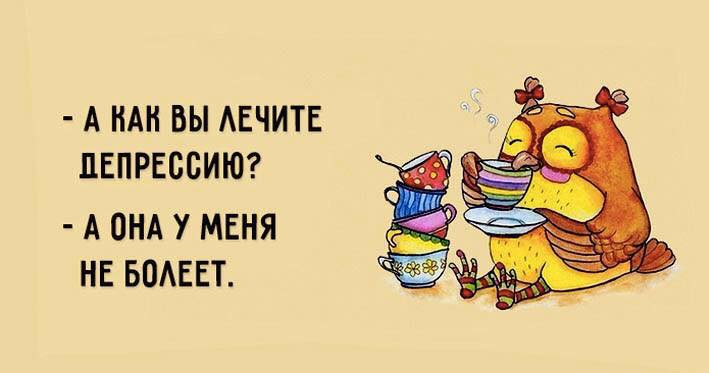 - А КАК ВЫ ЛЕЧИТЕ
ДЕПРЕССИЮ?
- А ОНА У МЕНЯ
НЕ БОЛЕЕТ.